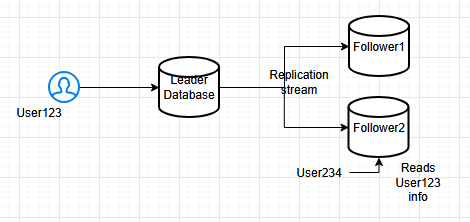 User123
Leader
Database
Replication
stream
Follower1
Follower2
User234
Reads
User123
info